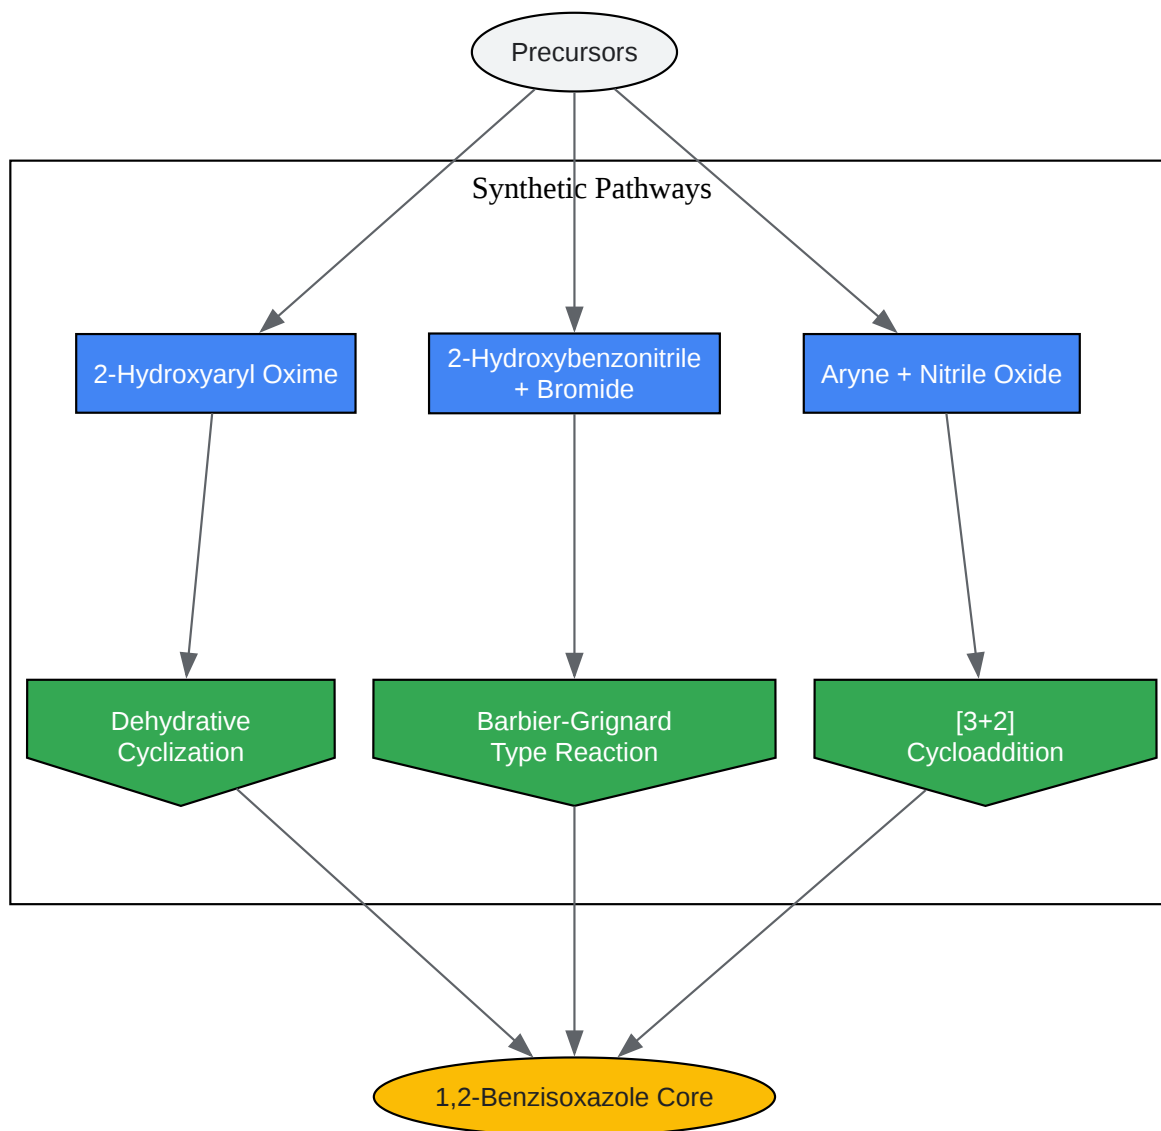 Precursors
Synthetic Pathways
2-Hydroxyaryl Oxime
2-Hydroxybenzonitrile
+ Bromide
Aryne + Nitrile Oxide
Dehydrative
Cyclization
Barbier-Grignard
Type Reaction
[3+2]
Cycloaddition
1,2-Benzisoxazole Core